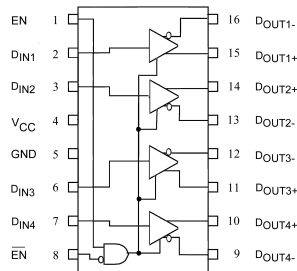 EN 1 16 DOUT1-
DIN1 2 15 DOUT1+
DIN2 3 14 DOUT2+
VCC 4 13 DOUT2-
GND 5 12 DOUT3-
DIN3 6 11 DOUT3+
DIN4 7 10 DOUT4+
E̅N̅ 8 9 DOUT4-